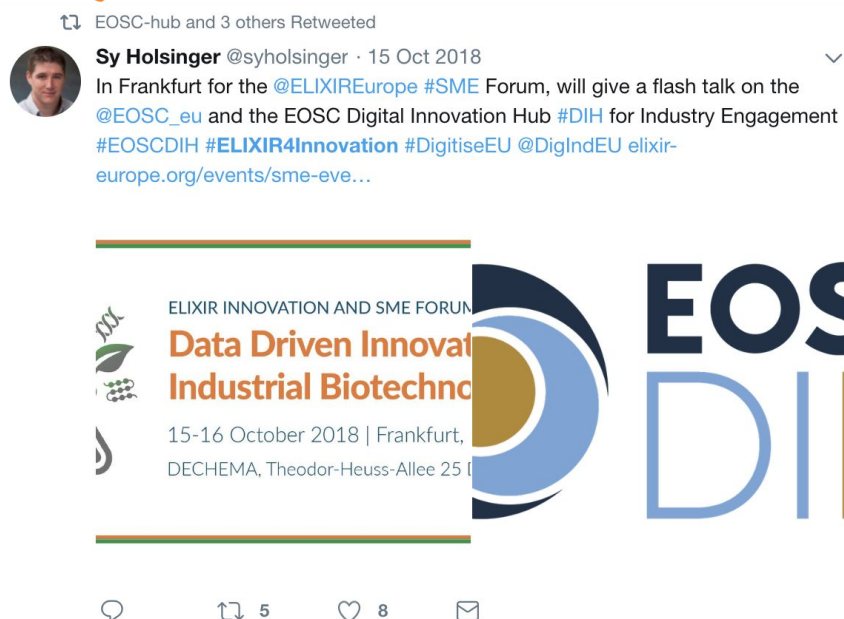 EOSC-hub and 3 others Retweeted
Sy Holsinger @syholsinger · 15 Oct 2018
In Frankfurt for the @ELIXIREurope #SME Forum, will give a flash talk on the
@EOSC_eu and the EOSC Digital Innovation Hub #DIH for Industry Engagement
#EOSCDIH #ELIXIR4Innovation #DigitiseEU @DigIndEU elixir-
europe.org/events/sme-eve…
ELIXIR INNOVATION AND SME FORUM
Data Driven Innovat
Industrial Biotechno
15-16 October 2018 | Frankfurt,
DECHEMA, Theodor-Heuss-Allee 25
EOS
DI
5 8